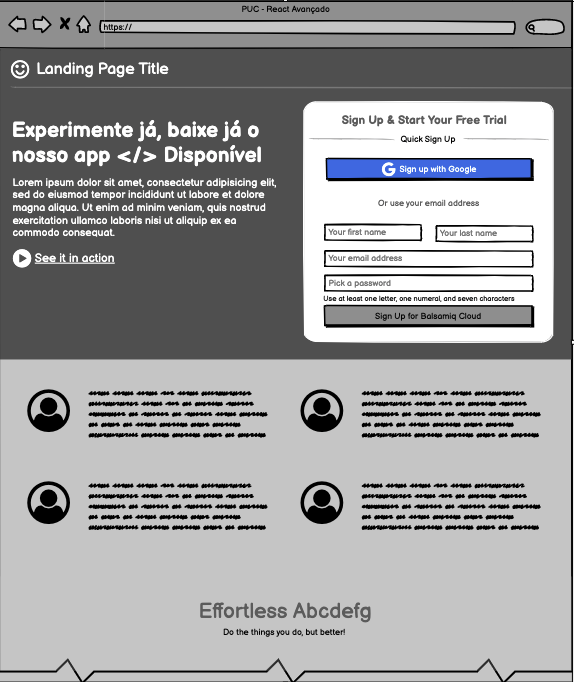 PUC - React Avançado
https://
Landing Page Title
Experimente já, baixe já o
nosso app </> Disponível
Lorem ipsum dolor sit amet, consectetur adipisicing elit,
sed do eiusmod tempor incididunt ut labore et dolore
magna aliqua. Ut enim ad minim veniam, quis nostrud
exercitation ullamco laboris nisi ut aliquip ex ea
commodo consequat.
See it in action
Sign Up & Start Your Free Trial
Quick Sign Up
G Sign up with Google
Or use your email address
Your first name
Your last name
Your email address
Pick a password
Use at least one letter, one numeral, and seven characters
Sign Up for Balsamiq Cloud
Effortless Abcdefg
Do the things you do, but better!